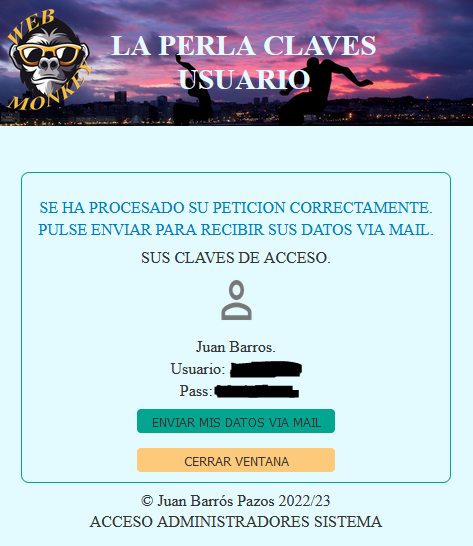 WEB
MONKEY
LA PERLA CLAVES
USUARIO
SE HA PROCESADO SU PETICION CORRECTAMENTE.
PULSE ENVIAR PARA RECIBIR SUS DATOS VIA MAIL.
SUS CLAVES DE ACCESO.
Juan Barros.
Usuario:
Pass:
ENVIAR MIS DATOS VIA MAIL
CERRAR VENTANA
© Juan Barrós Pazos 2022/23
ACCESO ADMINISTRADORES SISTEMA